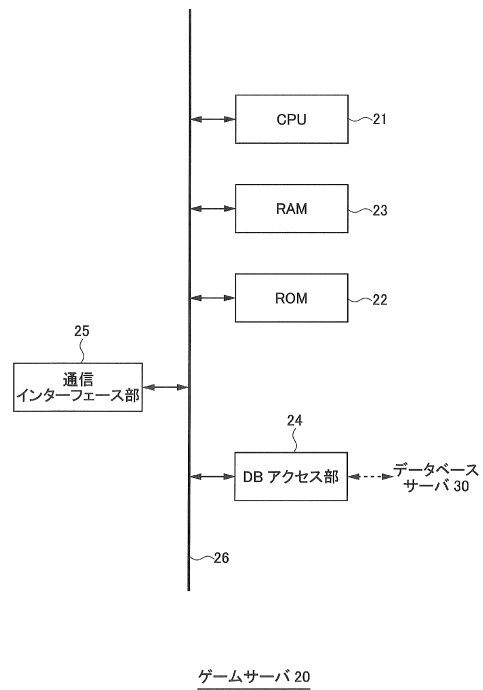 CPU
21
RAM
23
ROM
22
25
通信
インターフェース部
24
DB アクセス部
データベース
サーバ 30
26
ゲームサーバ 20